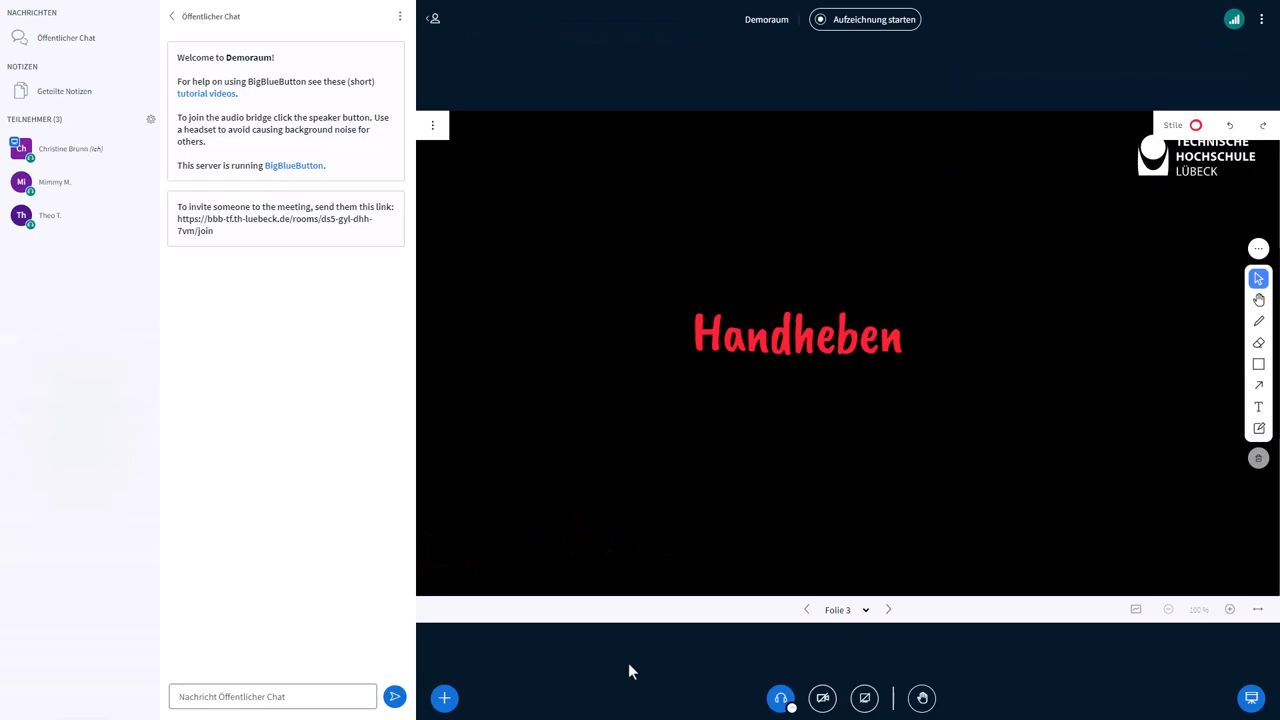 NACHRICHTEN
Öffentlicher Chat
NOTIZEN
Geteilte Notizen
TEILNEHMER (3)
Ch
Christine Brunn (Ich)
Mi
Mimmy M.
Th
Theo T.
Öffentlicher Chat
Welcome to Demoraum!
For help on using BigBlueButton see these (short)
tutorial videos.
To join the audio bridge click the speaker button. Use
a headset to avoid causing background noise for
others.
This server is running BigBlueButton.
To invite someone to the meeting, send them this link:
https://bbb-tf.th-luebeck.de/rooms/ds5-gyl-dhh-
7vm/join
Nachricht Öffentlicher Chat
Demoraum
Aufzeichnung starten
Stile
TECHNISCHE
HOCHSCHULE
LÜBECK
Handheben
T
Folie 3
100 %